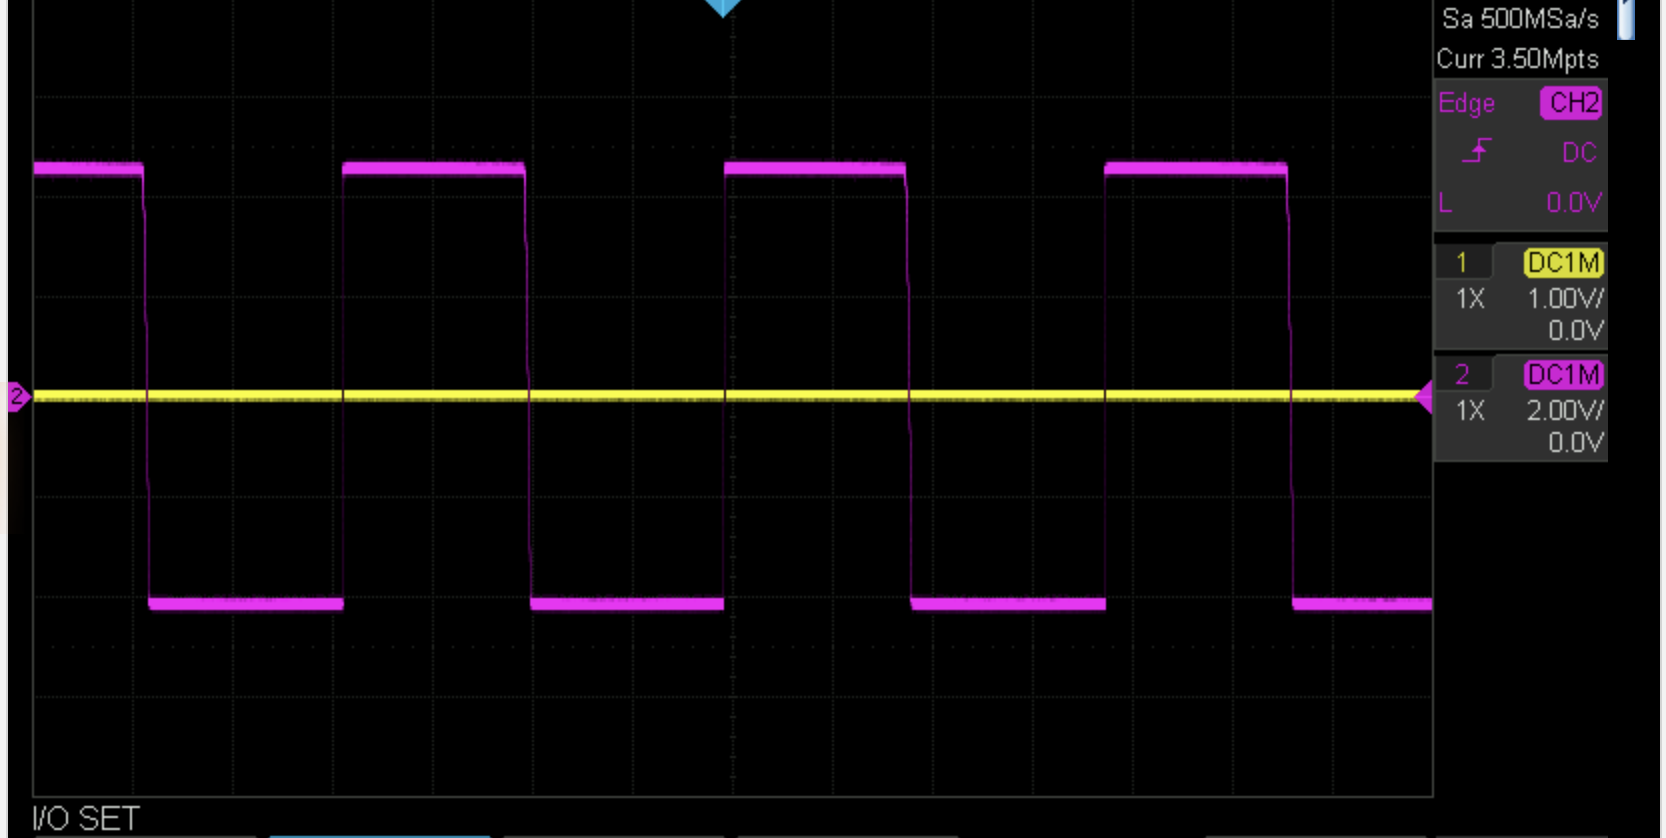 Sa 500MSa/s
Curr 3.50Mpts
Edge CH2
DC
L 0.0V
1 DC1M
1X 1.00V/
0.0V
2
2 DC1M
1X 2.00V/
0.0V
I/O SET